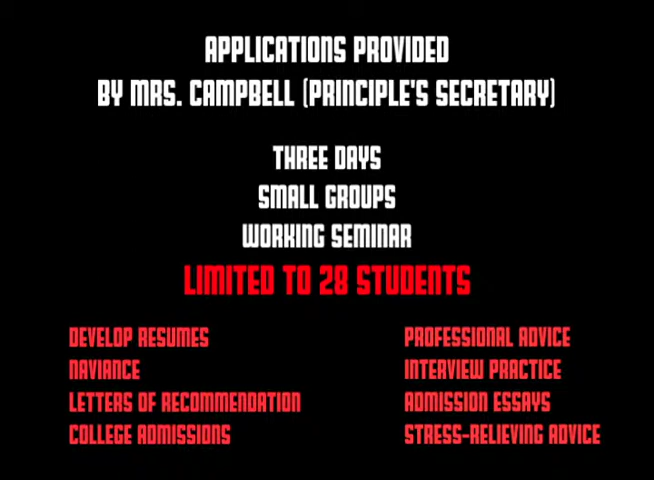 APPLICATIONS PROVIDED
BY MRS. CAMPBELL (PRINCIPLE'S SECRETARY)
THREE DAYS
SMALL GROUPS
WORKING SEMINAR
LIMITED TO 28 STUDENTS
DEVELOP RESUMES
NAVIANCE
LETTERS OF RECOMMENDATION
COLLEGE ADMISSIONS
PROFESSIONAL ADVICE
INTERVIEW PRACTICE
ADMISSION ESSAYS
STRESS-RELIEVING ADVICE